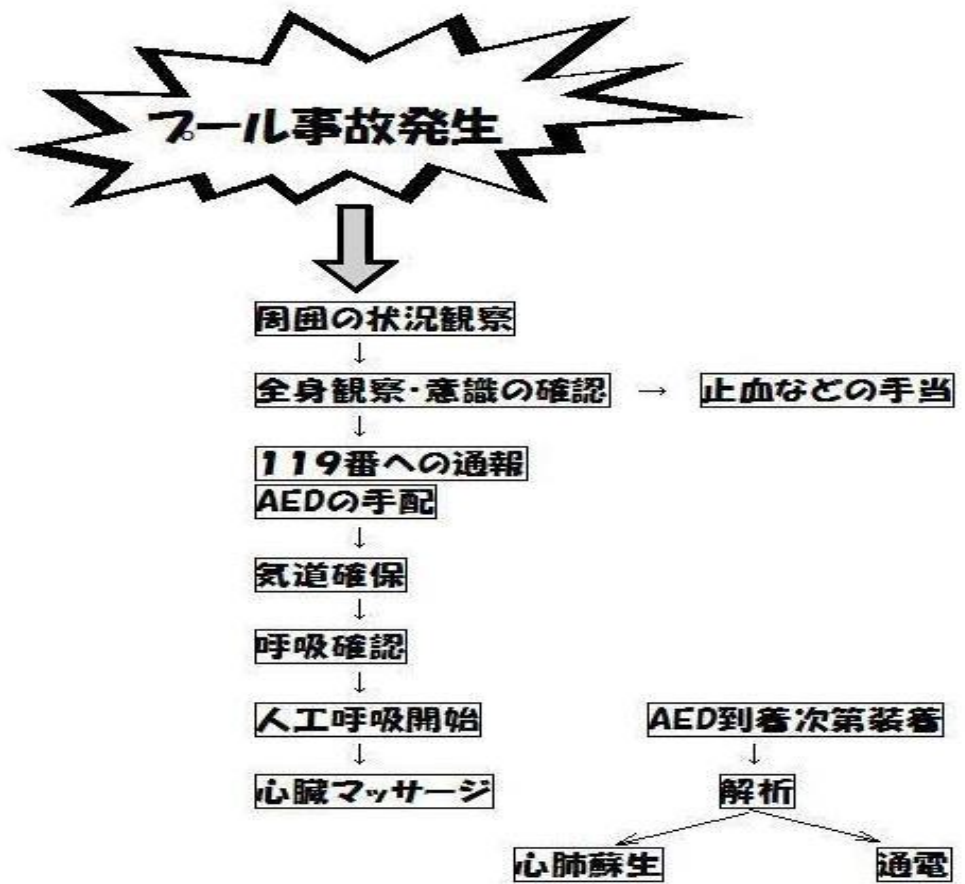 プール事故発生
周囲の状況観察
↓
全身観察・意識の確認 → 止血などの手当
↓
119番への通報
AEDの手配
↓
気道確保
↓
呼吸確認
↓
人工呼吸開始
↓
心臓マッサージ
AED到着次第装着
↓
解析
心肺蘇生
通電